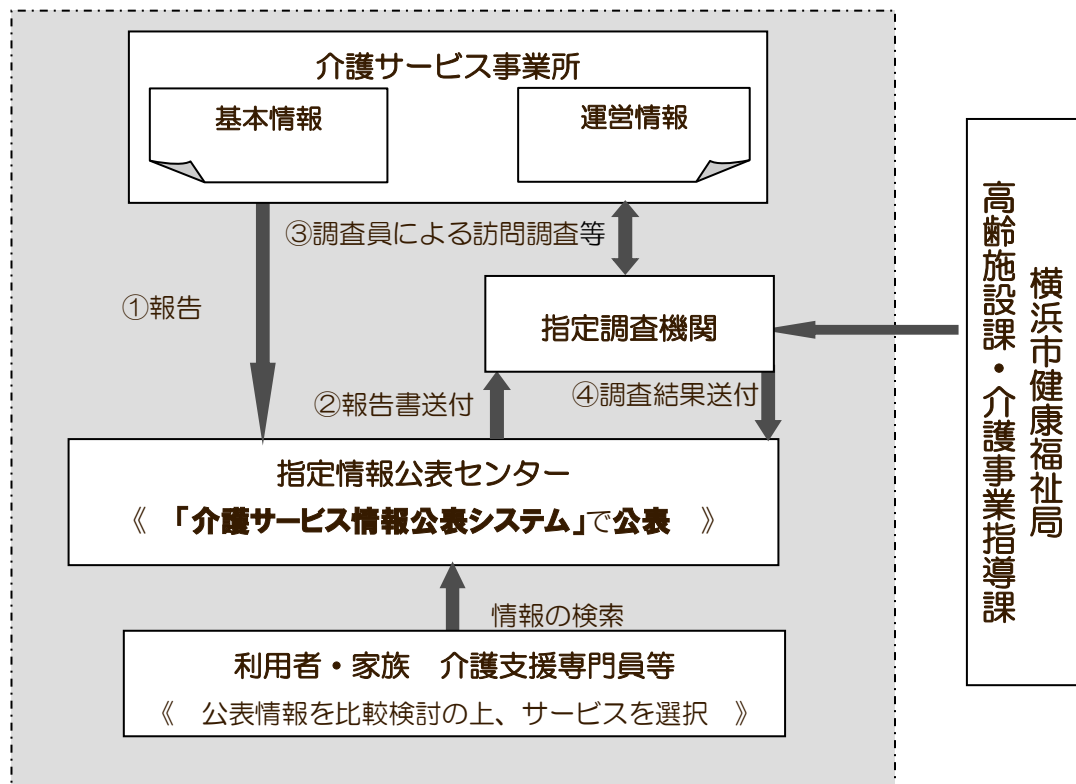 介護サービス事業所
基本情報
運営情報
③調査員による訪問調査等
①報告
指定調査機関
②報告書送付
④調査結果送付
指定情報公表センター
《　「介護サービス情報公表システム」で公表　》
情報の検索
利用者・家族　介護支援専門員等
《　公表情報を比較検討の上、サービスを選択　》
横浜市健康福祉局
高齢施設課・介護事業指導課